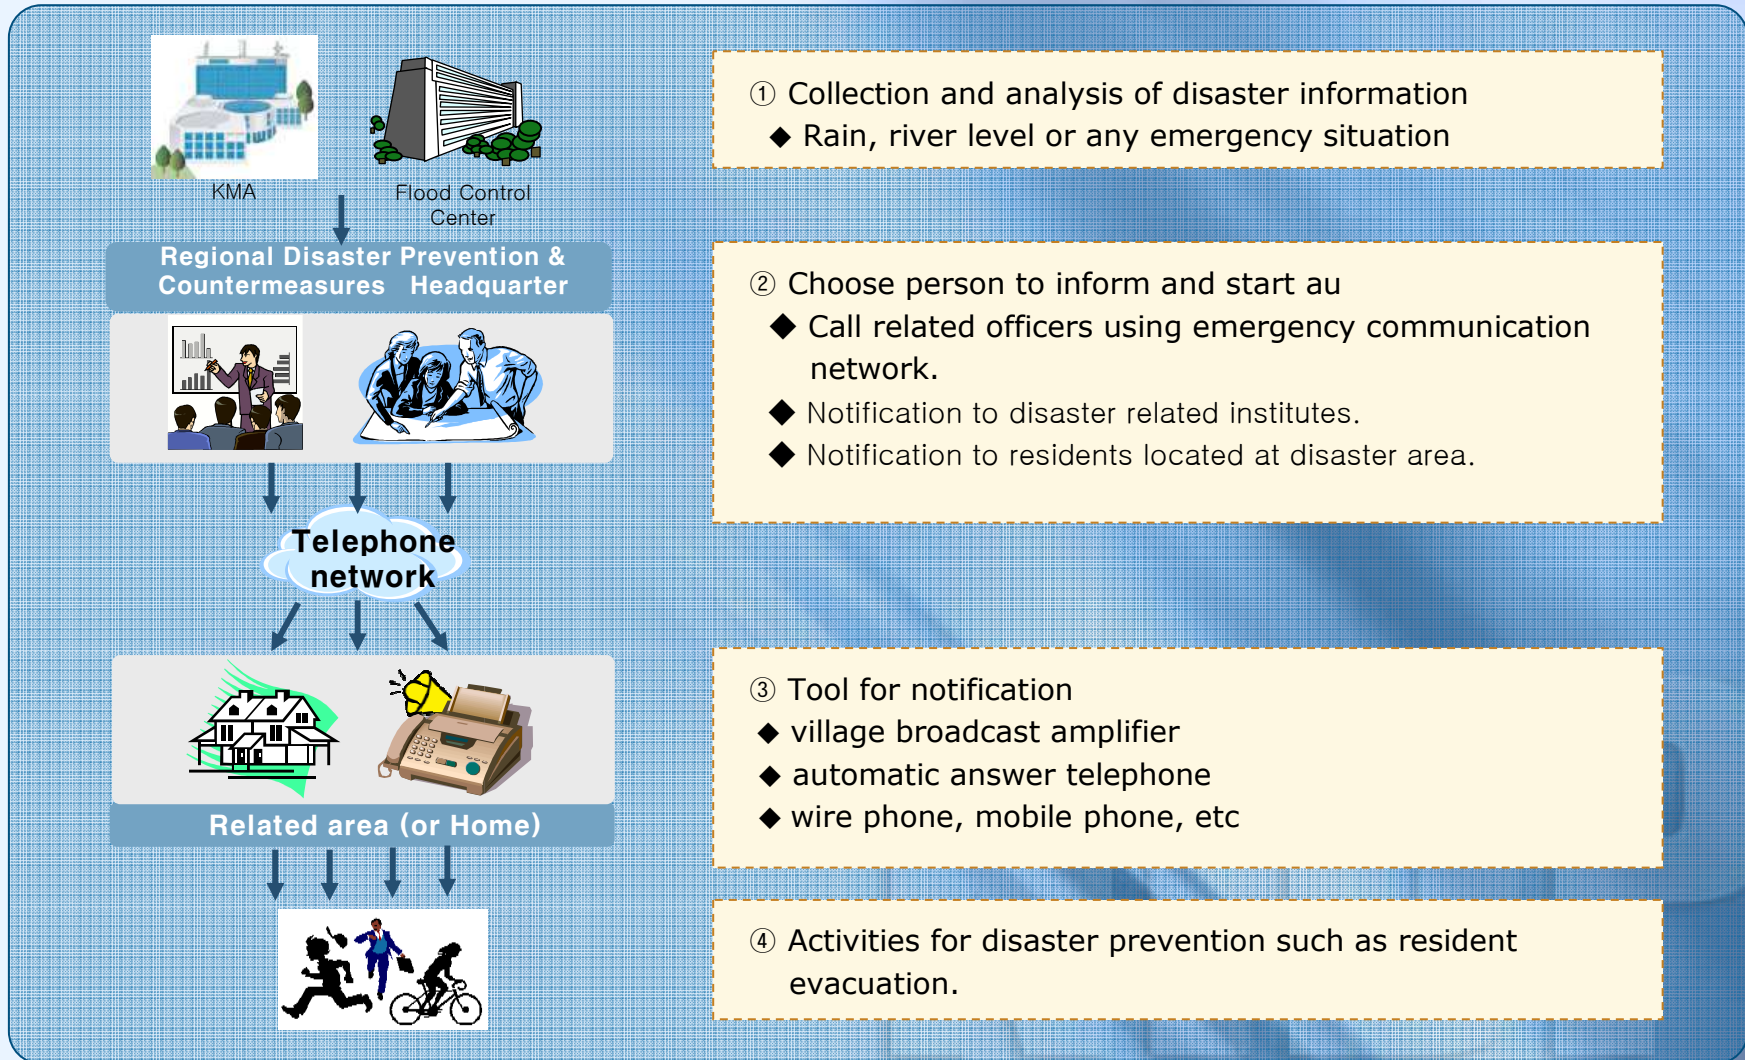 KMA
Flood Control
Center
Regional Disaster Prevention &
Countermeasures Headquarter
Telephone
network
Related area (or Home)
① Collection and analysis of disaster information
◆ Rain, river level or any emergency situation
② Choose person to inform and start au
◆ Call related officers using emergency communication
network.
◆ Notification to disaster related institutes.
◆ Notification to residents located at disaster area.
③ Tool for notification
◆ village broadcast amplifier
◆ automatic answer telephone
◆ wire phone, mobile phone, etc
④ Activities for disaster prevention such as resident
evacuation.